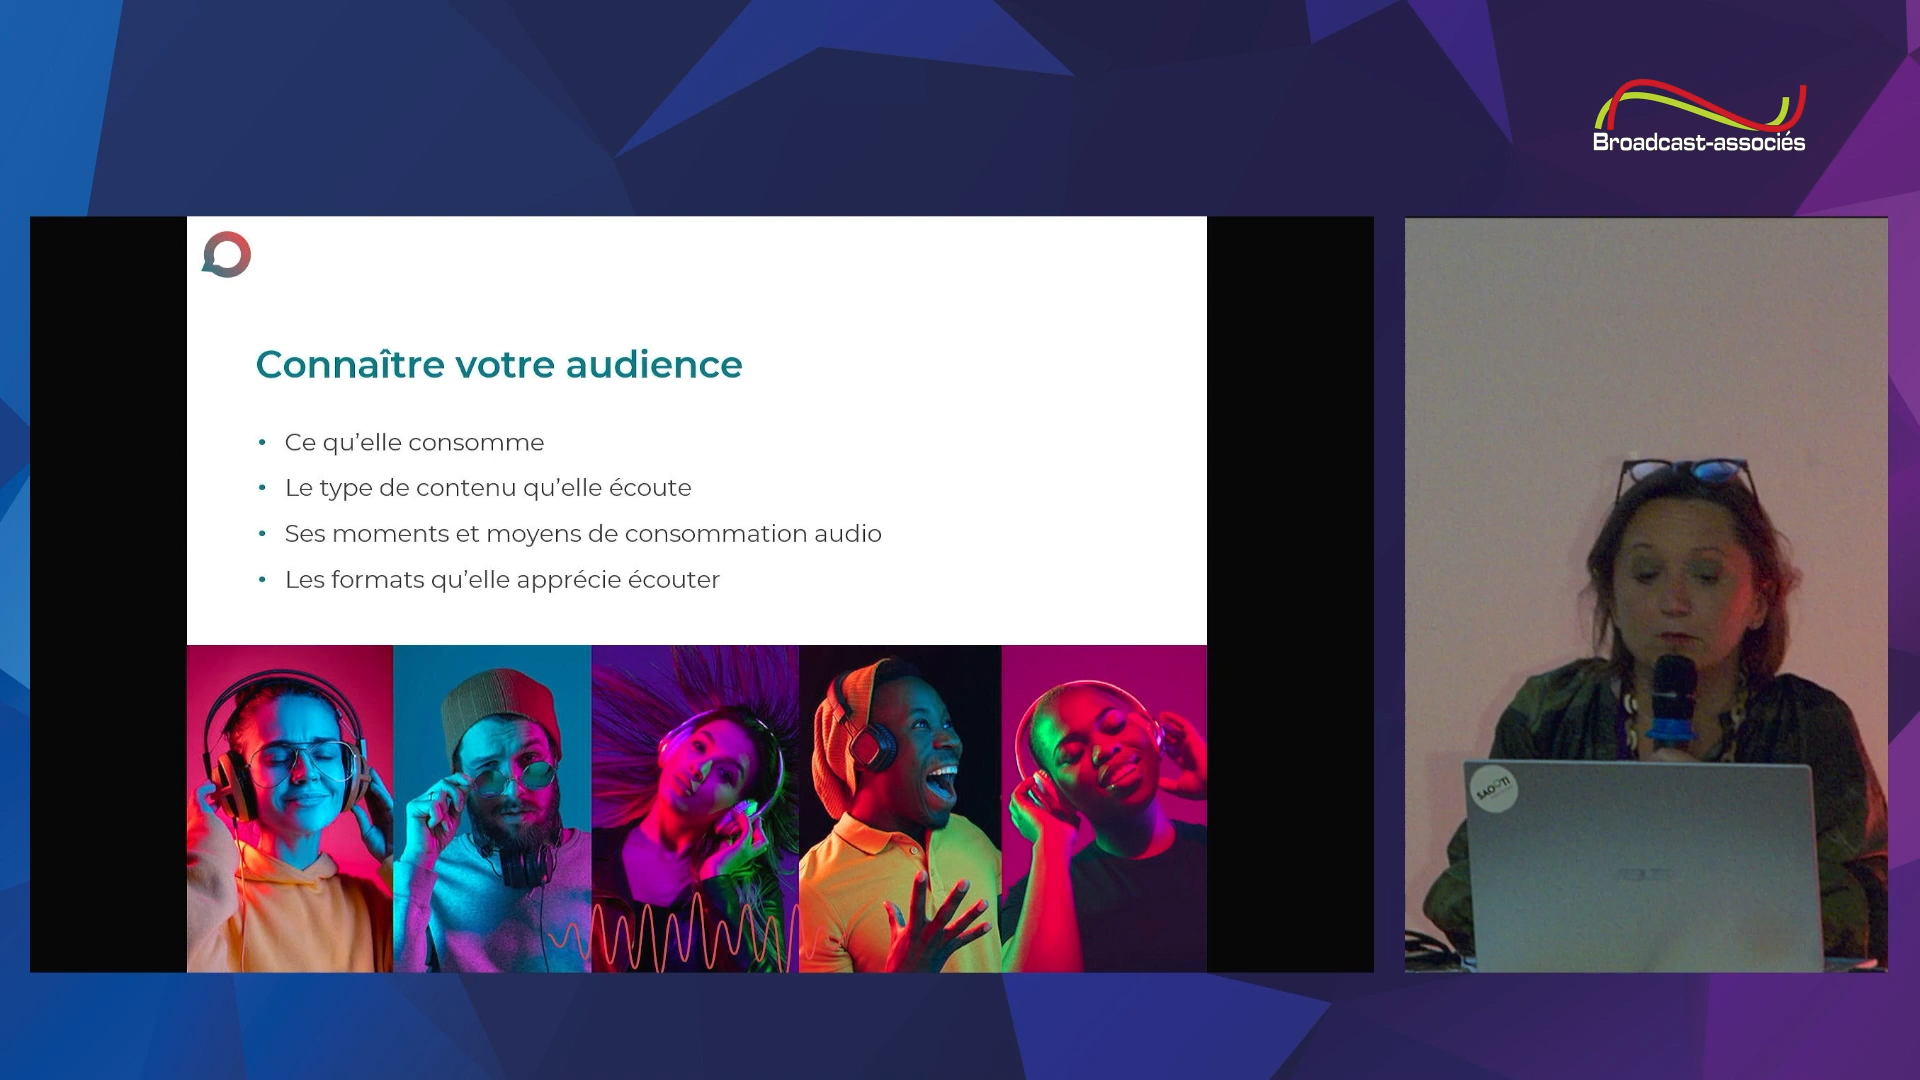 Broadcast-associés
Connaître votre audience
• Ce qu’elle consomme
• Le type de contenu qu’elle écoute
• Ses moments et moyens de consommation audio
• Les formats qu’elle apprécie écouter
SAOOTI